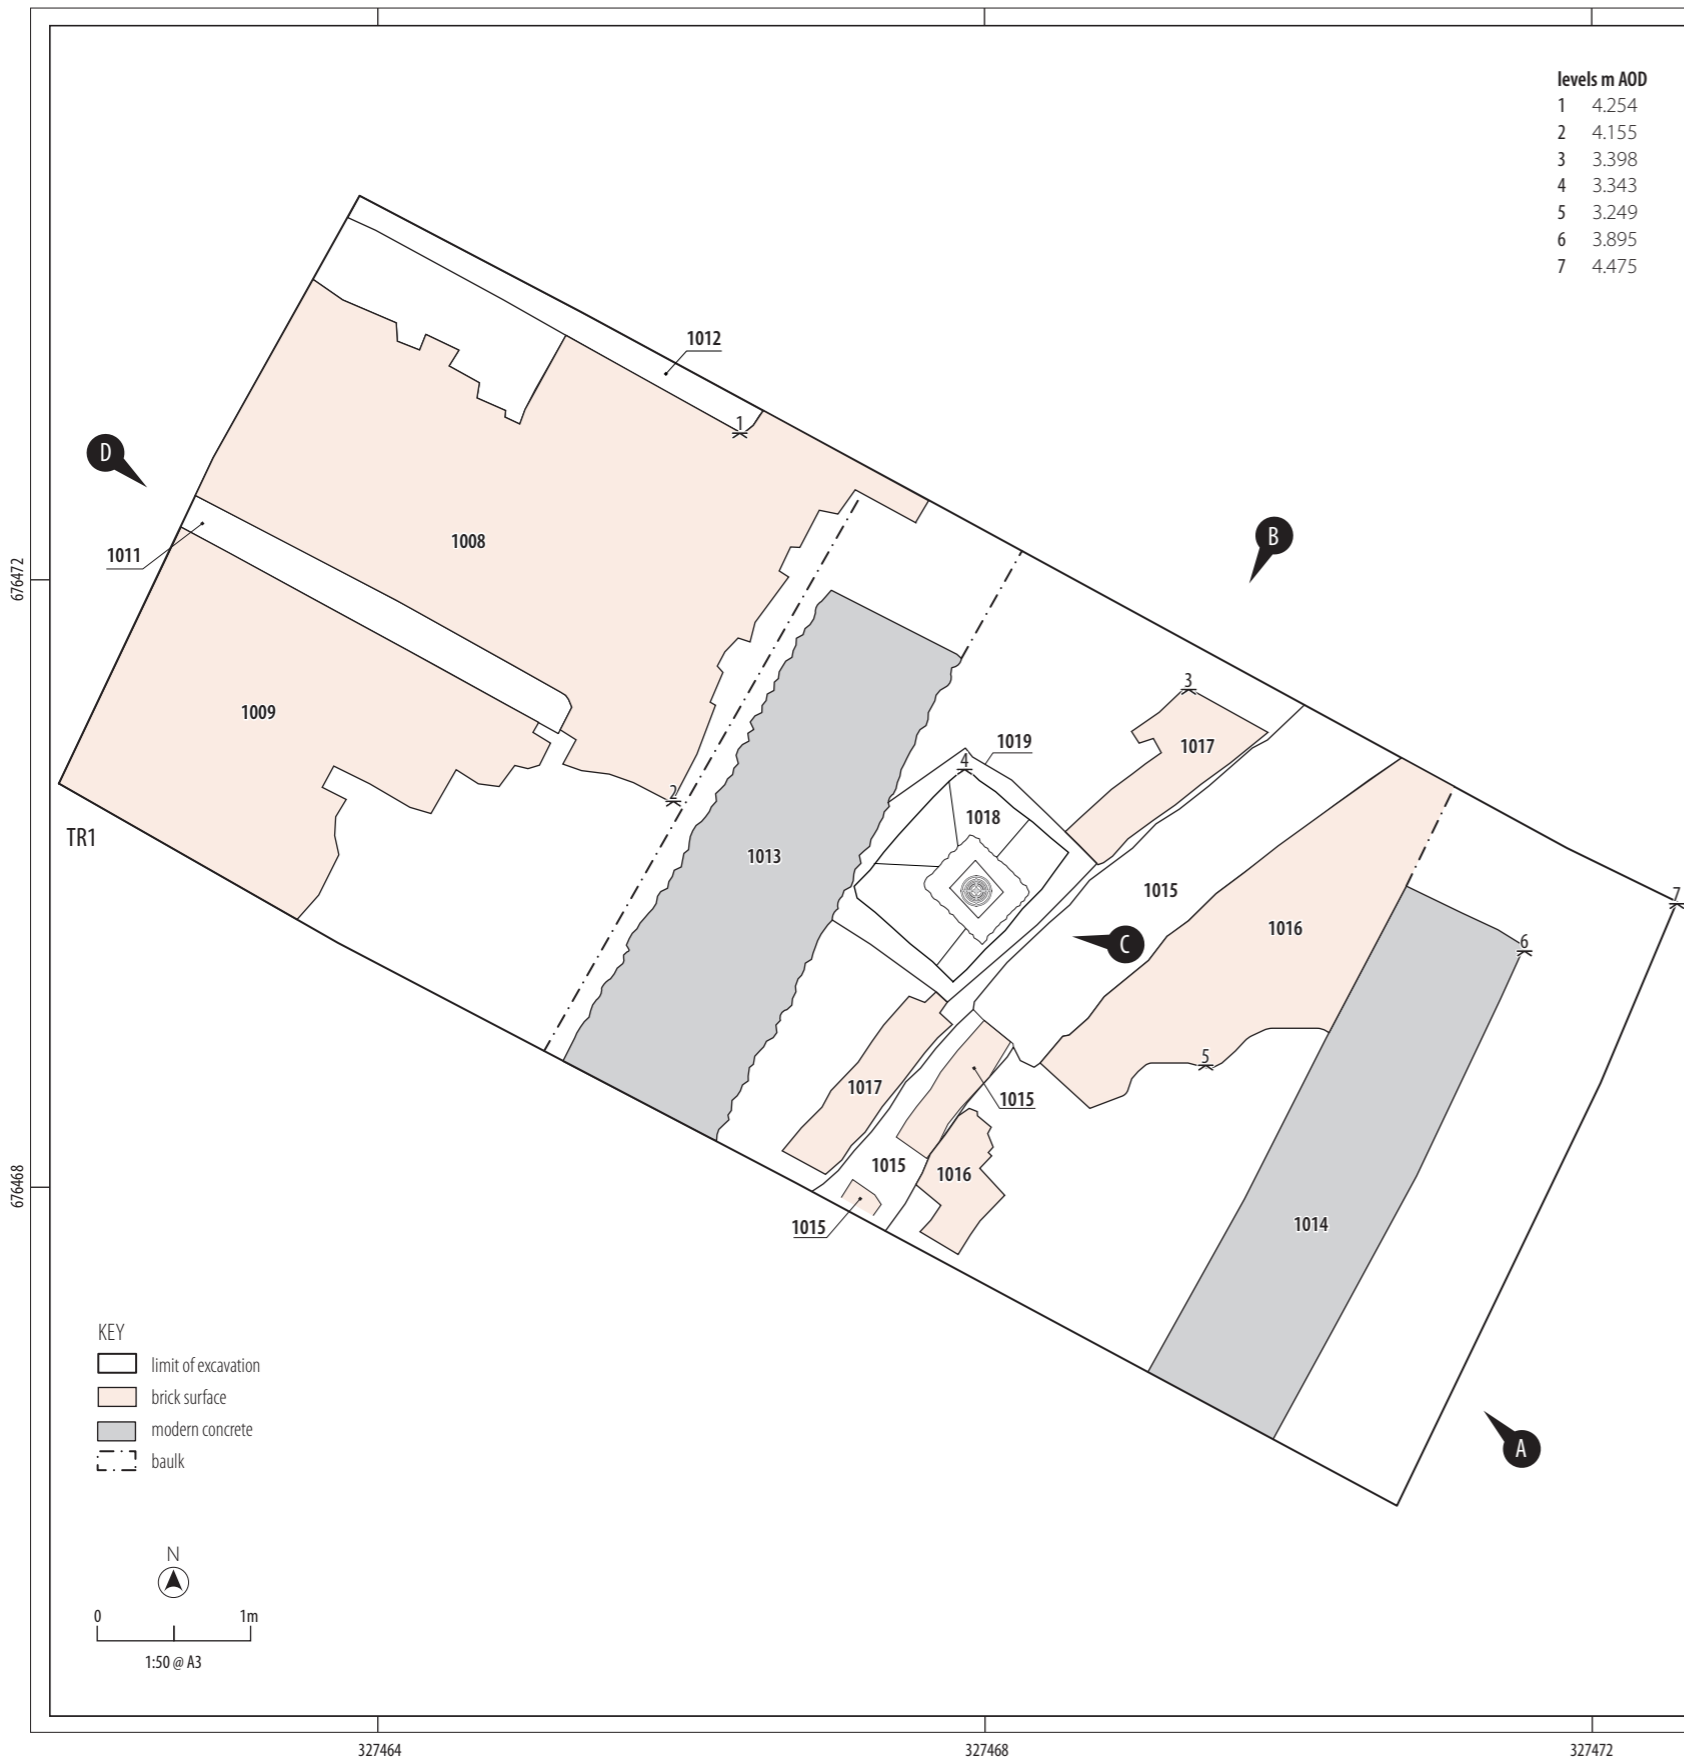 levels m AOD
1 4.254
2 4.155
3 3.398
4 3.343
5 3.249
6 3.895
7 4.475
1012
1
D
1008
1011
B
676472
3
1009
1017
1019
4
2
1018
TR1
1013
1015
7
1016
C
6
5
1017
1015
1015
1016
676468
1015
1014
KEY
limit of excavation
brick surface
modern concrete
baulk
A
N
0 1m
1:50 @ A3
327464
327468
327472